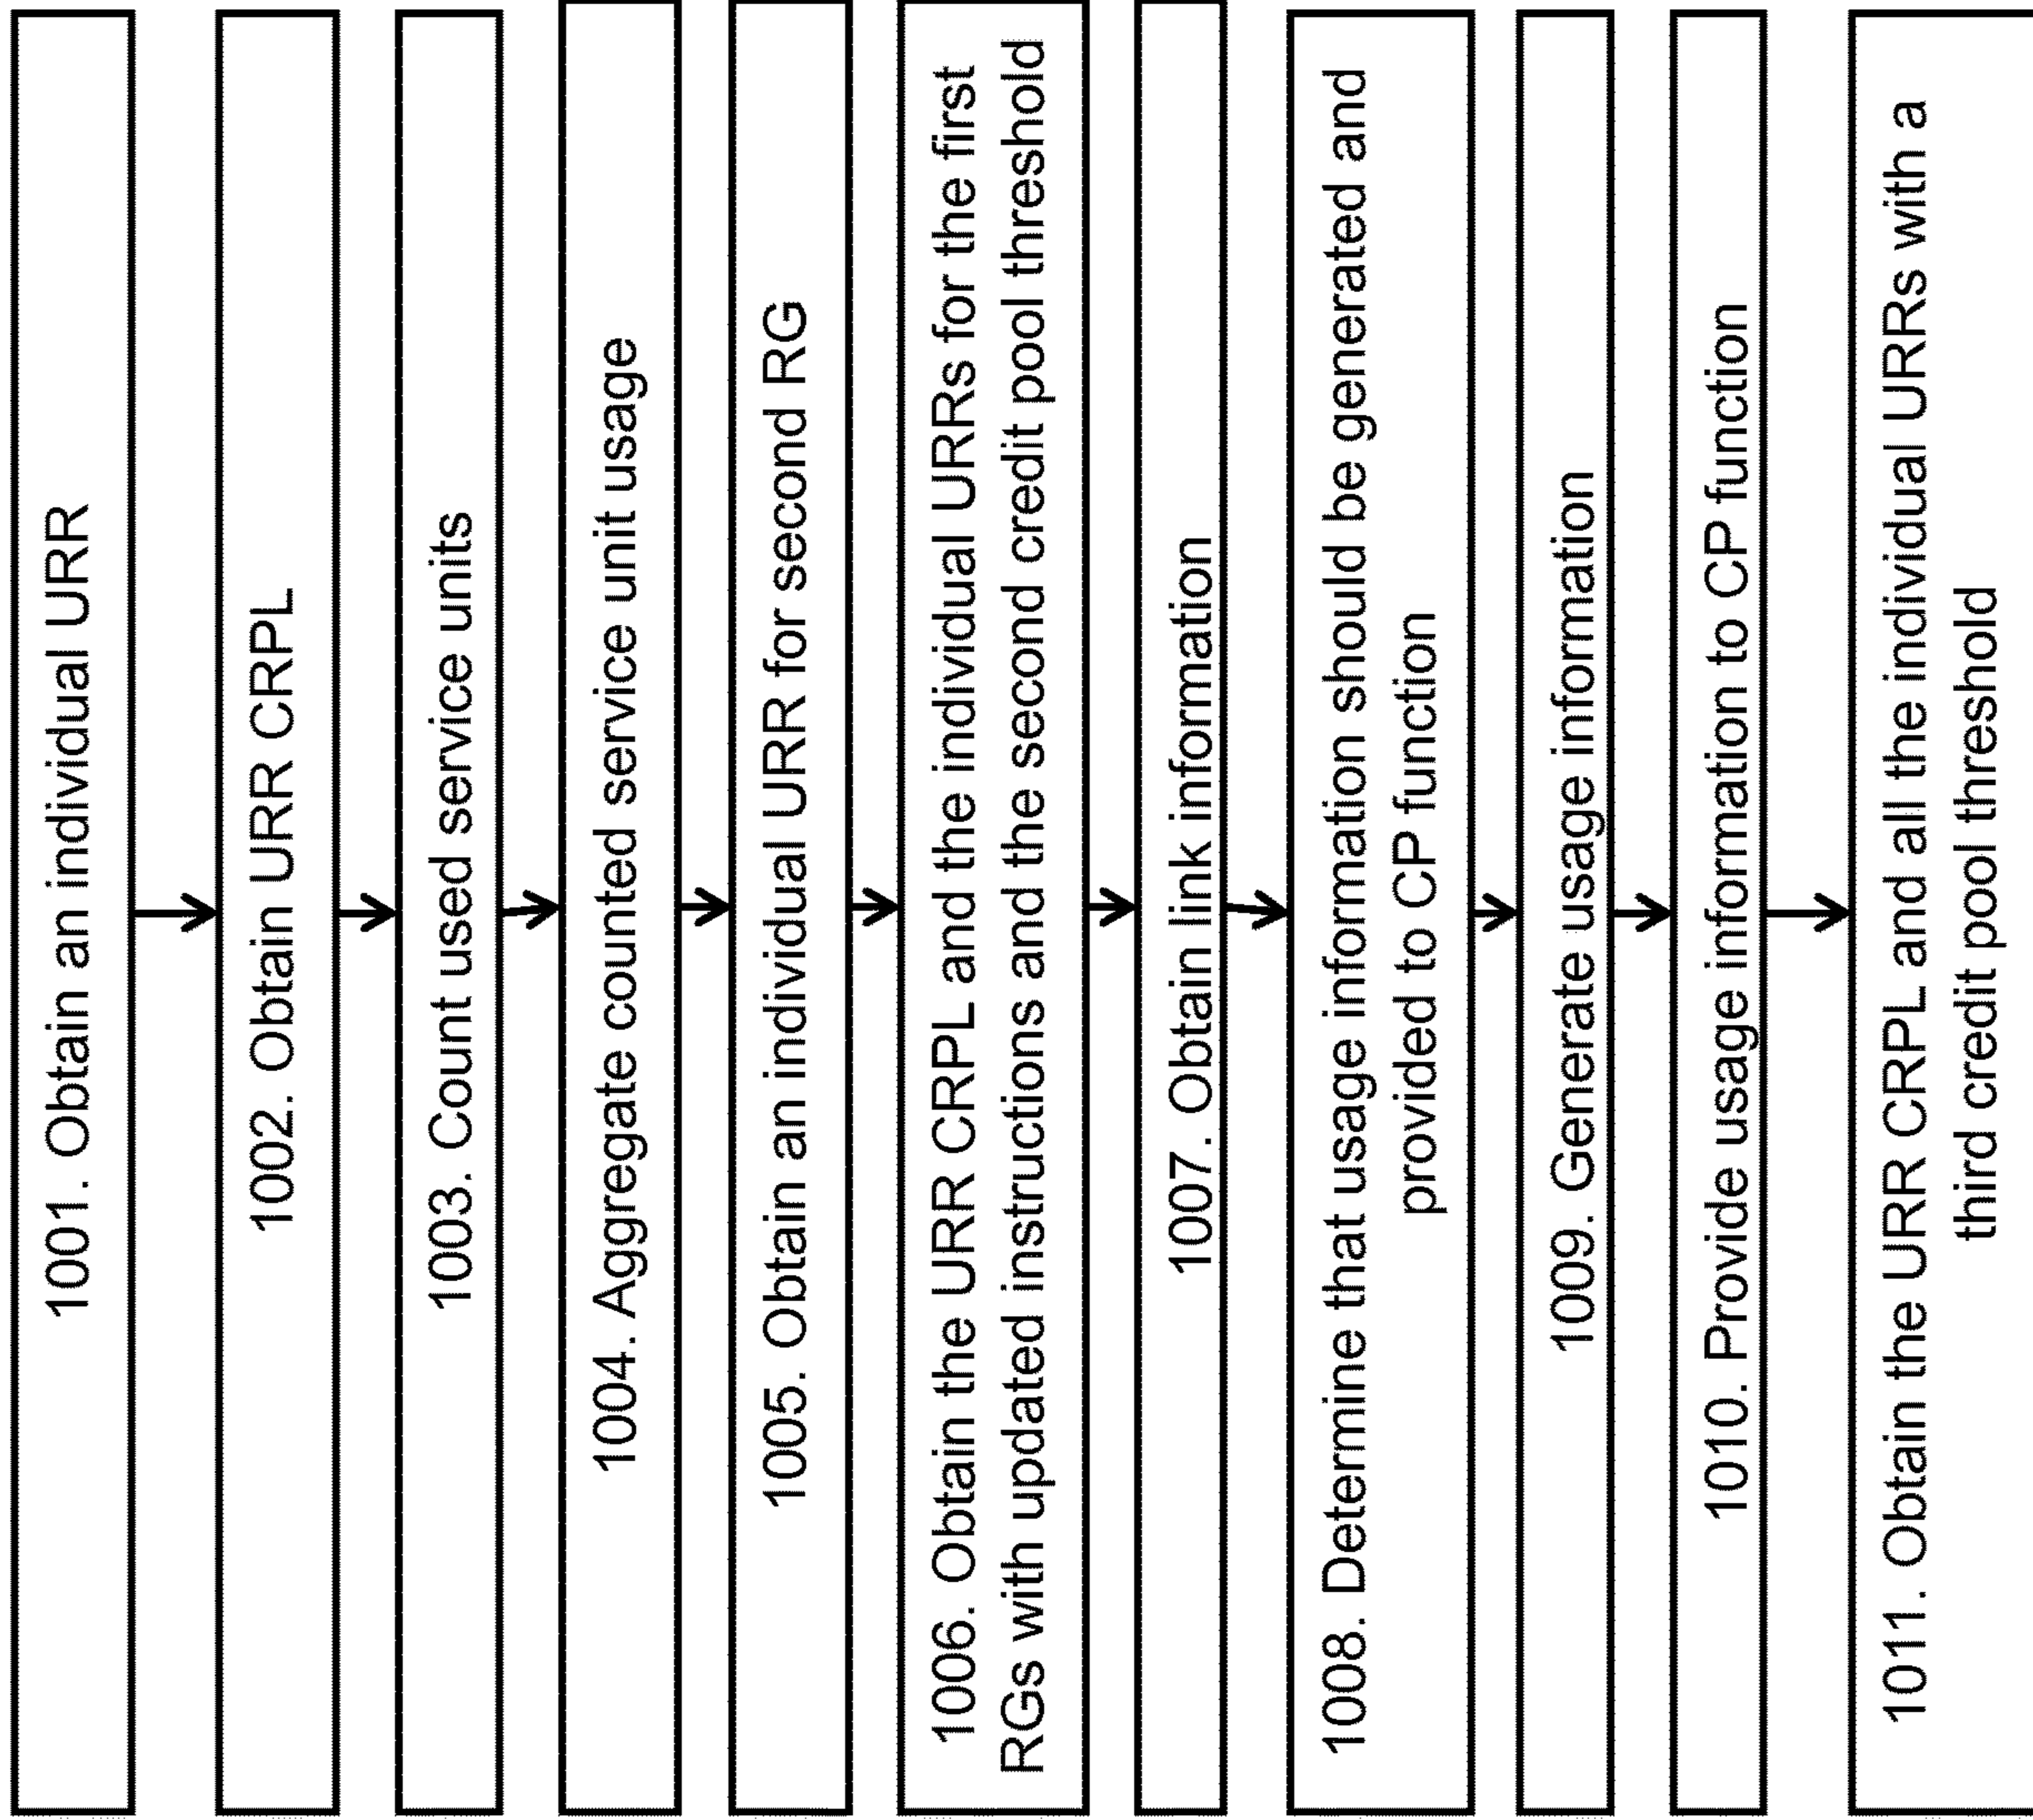 1001. Obtain an individual URR
1002. Obtain URR CRPL
1003. Count used service units
1004. Aggregate counted service unit usage
1005. Obtain an individual URR for second RG
1006. Obtain the URR CRPL and the individual URRs for the first
RGs with updated instructions and the second credit pool threshold
1007. Obtain link information
1008. Determine that usage information should be generated and
provided to CP function
1009. Generate usage information
1010. Provide usage information to CP function
1011. Obtain the URR CRPL and all the individual URRs with a
third credit pool threshold